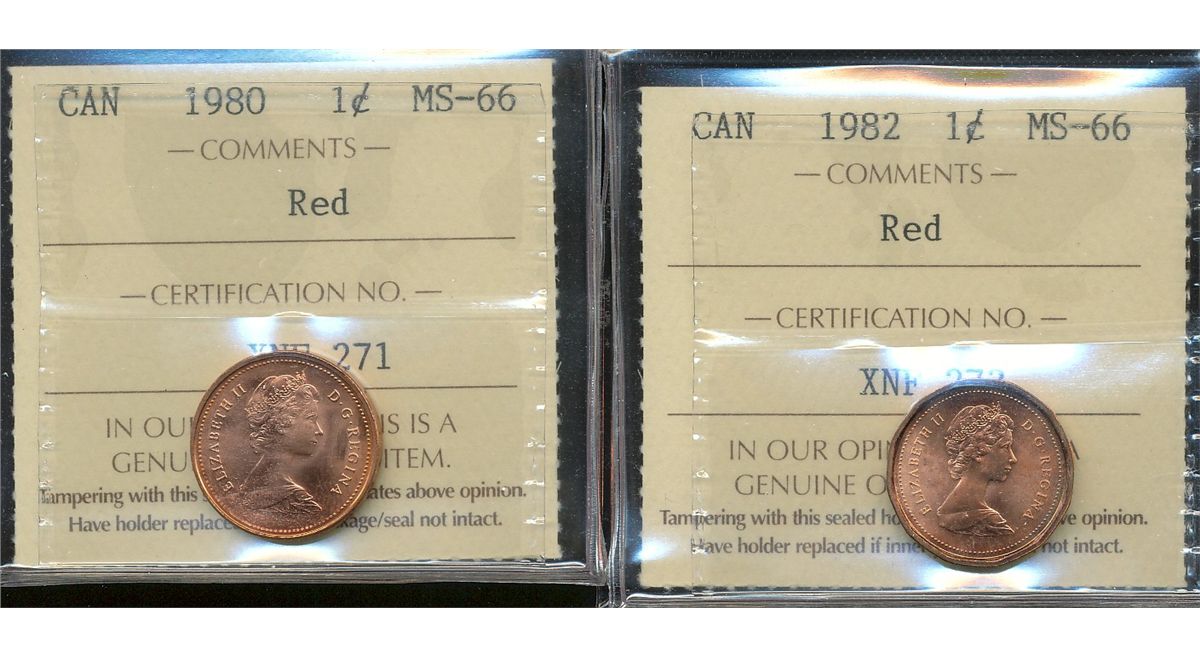 CAN 1980 1¢ MS-66
— COMMENTS —
Red
— CERTIFICATION NO. —
271
IN OU IS A
GENU ITEM.
Tampering with this ates above opinion.
Have holder replace kage/seal not intact.
ELIZABETH II D·G·REGINA
CAN 1982 1¢ MS-66
— COMMENTS —
Red
— CERTIFICATION NO. —
XNF
IN OUR OPIN A
GENUINE O
Tampering with this sealed ho ve opinion.
Have holder replaced if inne not intact.
ELIZABETH II D·G·REGINA·